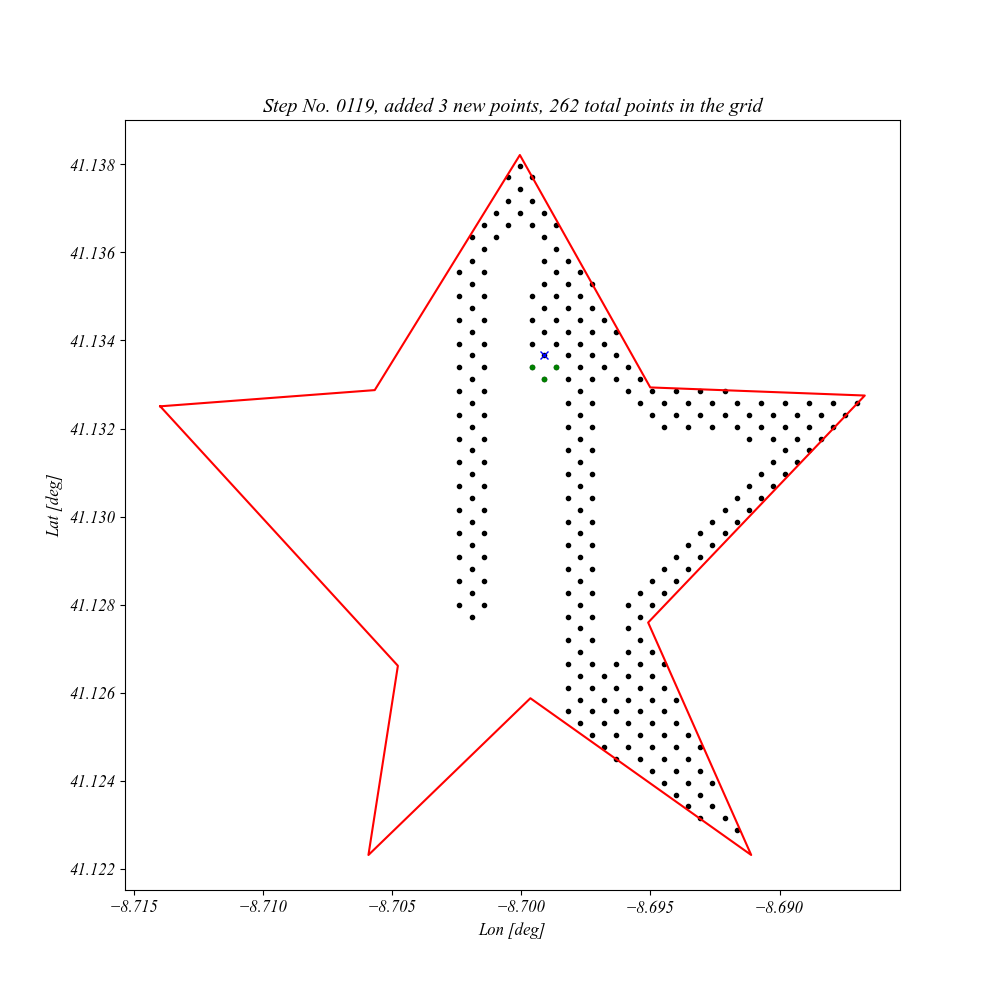 Step No. 0119, added 3 new points, 262 total points in the grid
41.138
41.136
41.134
41.132
41.130
41.128
41.126
41.124
41.122
Lat [deg]
−8.715 −8.710 −8.705 −8.700 −8.695 −8.690
Lon [deg]